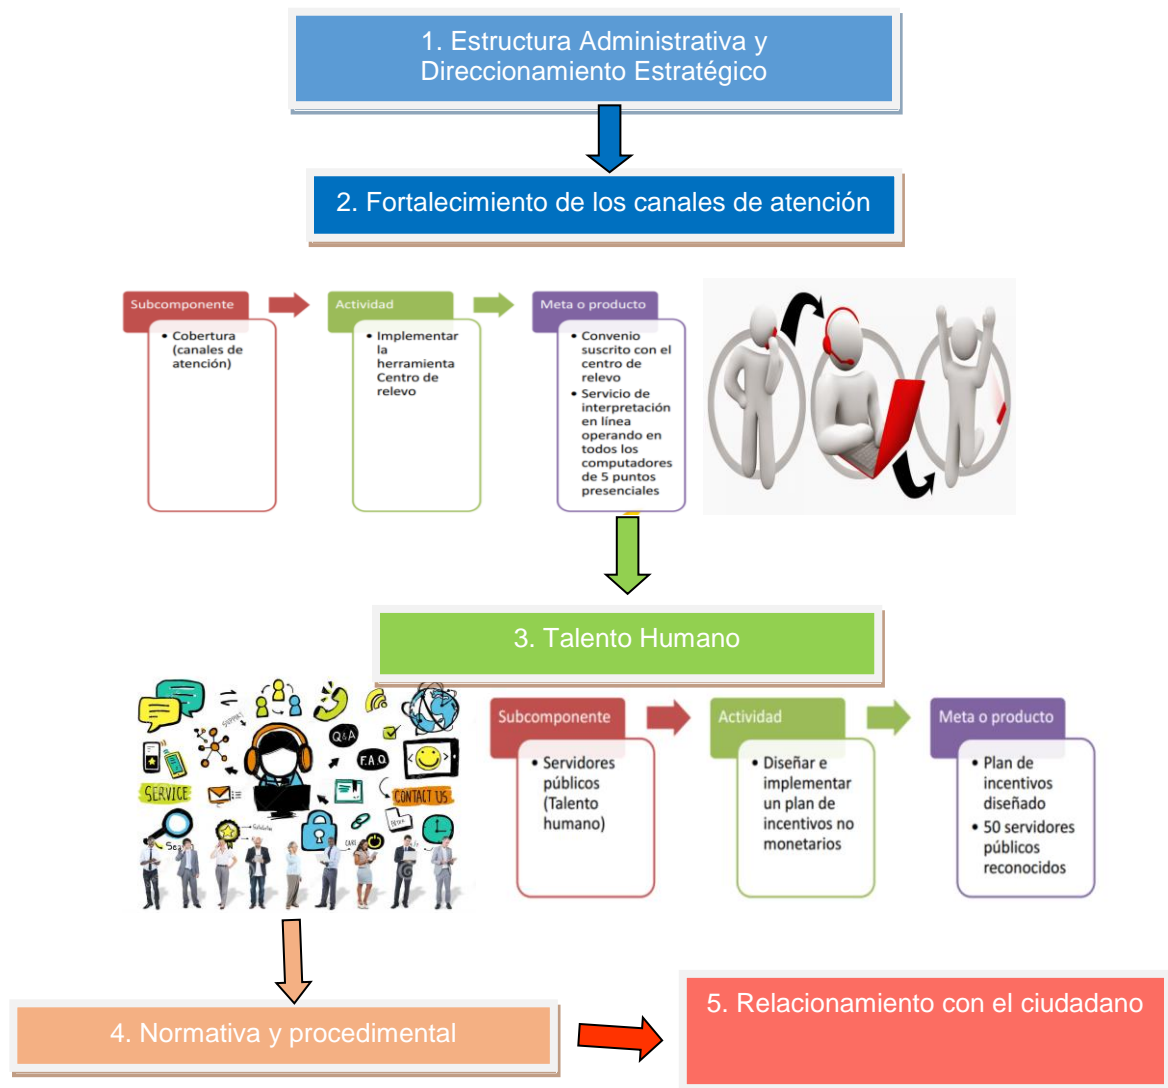 1. Estructura Administrativa y
Direccionamiento Estratégico
2. Fortalecimiento de los canales de atención
Subcomponente
• Cobertura
(canales de
atención)
Actividad
• Implementar
la
herramienta
Centro de
relevo
Meta o producto
• Convenio
suscrito con el
centro de
relevo
• Servicio de
interpretación
en línea
operando en
todos los
computadores
de 5 puntos
presenciales
3. Talento Humano
SUPPORT
Q&A
F.A.Q
SERVICE
CONTACT US
Solution
Sea
CARE
Subcomponente
• Servidores
públicos
(Talento
humano)
Actividad
• Diseñar e
implementar
un plan de
incentivos no
monetarios
Meta o producto
• Plan de
incentivos
diseñado
• 50 servidores
públicos
reconocidos
4. Normativa y procedimental
5. Relacionamiento con el ciudadano